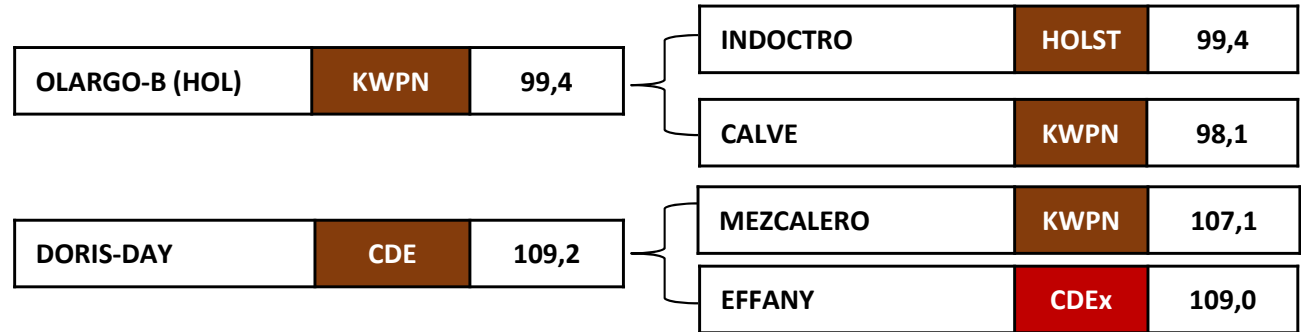 INDOCTRO HOLST 99,4
OLARGO-B (HOL) KWPN 99,4
CALVE KWPN 98,1
MEZCALERO KWPN 107,1
DORIS-DAY CDE 109,2
EFFANY CDEx 109,0